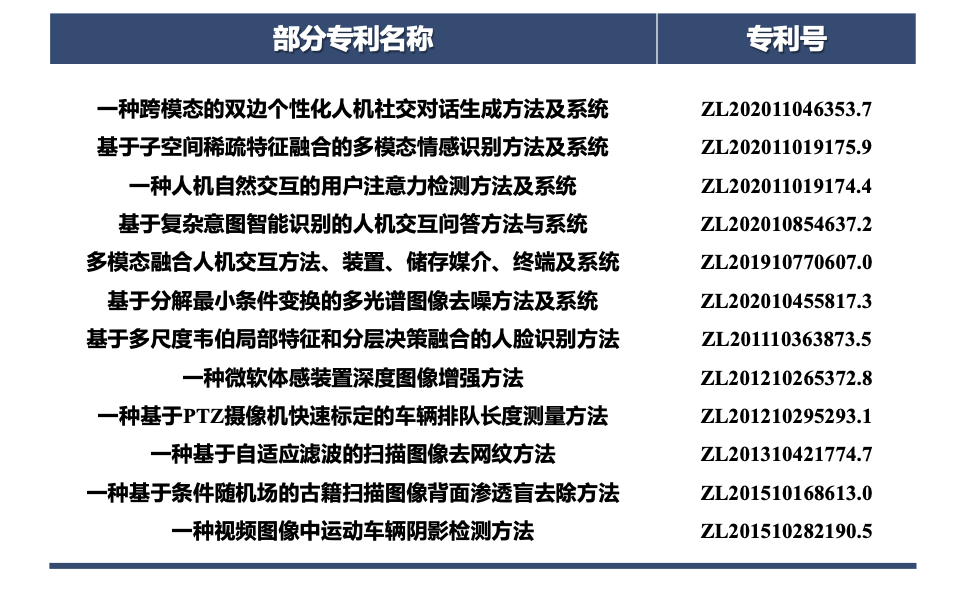 部分专利名称 专利号
一种跨模态的双边个性化人机社交对话生成方法及系统 ZL202011046353.7
基于子空间稀疏特征融合的多模态情感识别方法及系统 ZL202011019175.9
一种人机自然交互的用户注意力检测方法及系统 ZL202011019174.4
基于复杂意图智能识别的人机交互问答方法与系统 ZL202010854637.2
多模态融合人机交互方法、装置、储存媒介、终端及系统 ZL201910770607.0
基于分解最小条件变换的多光谱图像去噪方法及系统 ZL202010455817.3
基于多尺度韦伯局部特征和分层决策融合的人脸识别方法 ZL201110363873.5
一种微软体感装置深度图像增强方法 ZL201210265372.8
一种基于PTZ摄像机快速标定的车辆排队长度测量方法 ZL201210295293.1
一种基于自适应滤波的扫描图像去网纹方法 ZL201310421774.7
一种基于条件随机场的古籍扫描图像背面渗透盲去除方法 ZL201510168613.0
一种视频图像中运动车辆阴影检测方法 ZL201510282190.5